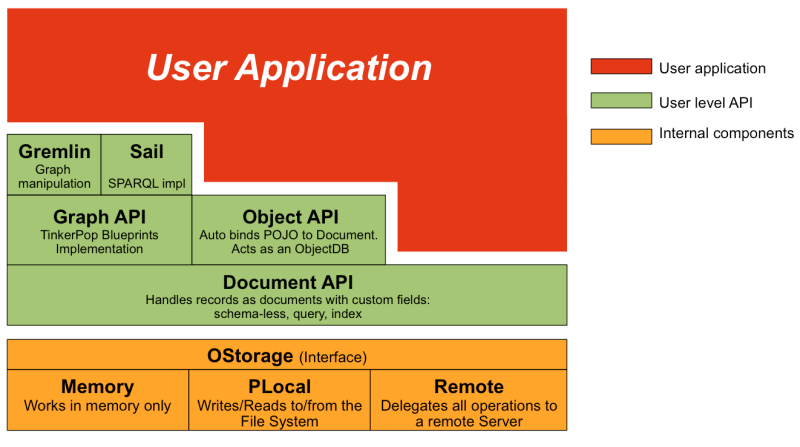 User Application
User application
User level API
Internal components
Gremlin
Graph
manipulation
Sail
SPARQL impl
Graph API
TinkerPop Blueprints
Implementation
Object API
Auto binds POJO to Document.
Acts as an ObjectDB
Document API
Handles records as documents with custom fields:
schema-less, query, index
OStorage (Interface)
Memory
Works in memory only
PLocal
Writes/Reads to/from the
File System
Remote
Delegates all operations to
a remote Server